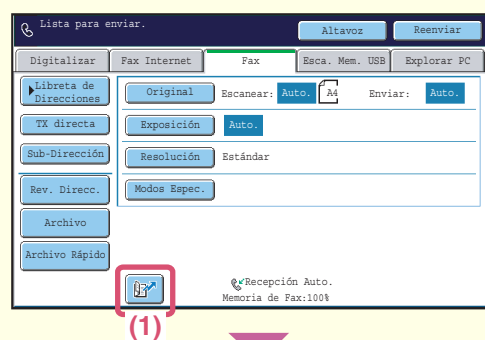 Lista para enviar.
Altavoz
Reenviar
Digitalizar
Fax Internet
Fax
Esca. Mem. USB
Explorar PC
Libreta de
Direcciones
Original
Escanear:
Auto.
A4
Enviar:
Auto.
TX directa
Exposición
Auto.
Sub-Dirección
Resolución
Estándar
Rev. Direcc.
Modos Espec.
Archivo
Archivo Rápido
Recepción Auto.
Memoria de Fax:100%
(1)